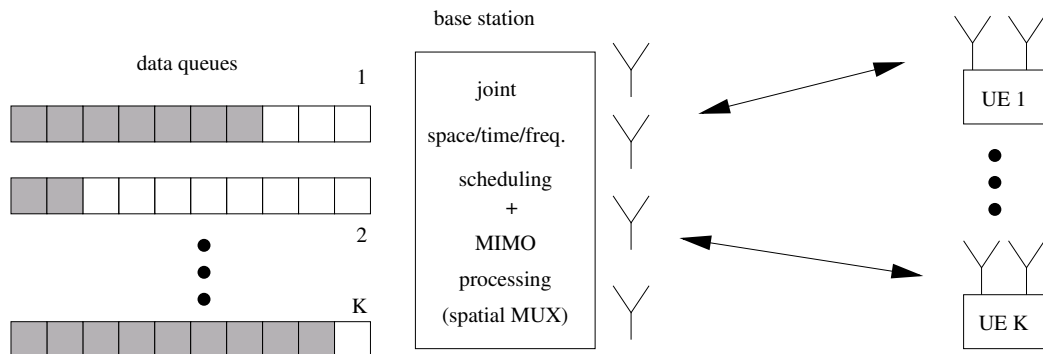 base station
data queues
1
2
K
joint
space/time/freq.
scheduling
+
MIMO
processing
(spatial MUX)
UE 1
UE K